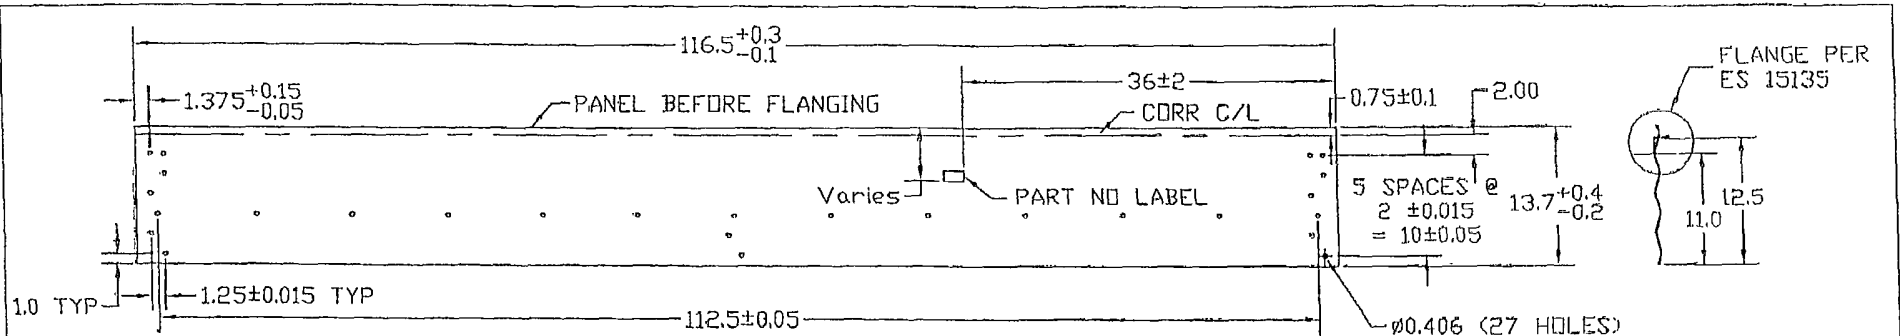 116.5+0.3
-0.1
36±2
FLANGE PER
ES 15135
1.375+0.15
-0.05
PANEL BEFORE FLANGING
CORR C/L
0.75±0.1
2.00
Varies
PART NO LABEL
5 SPACES @
2 ±0.015
= 10±0.05
13.7+0.4
-0.2
12.5
11.0
1.0 TYP
1.25±0.015 TYP
112.5±0.05
ø0.406 (27 HOLES)